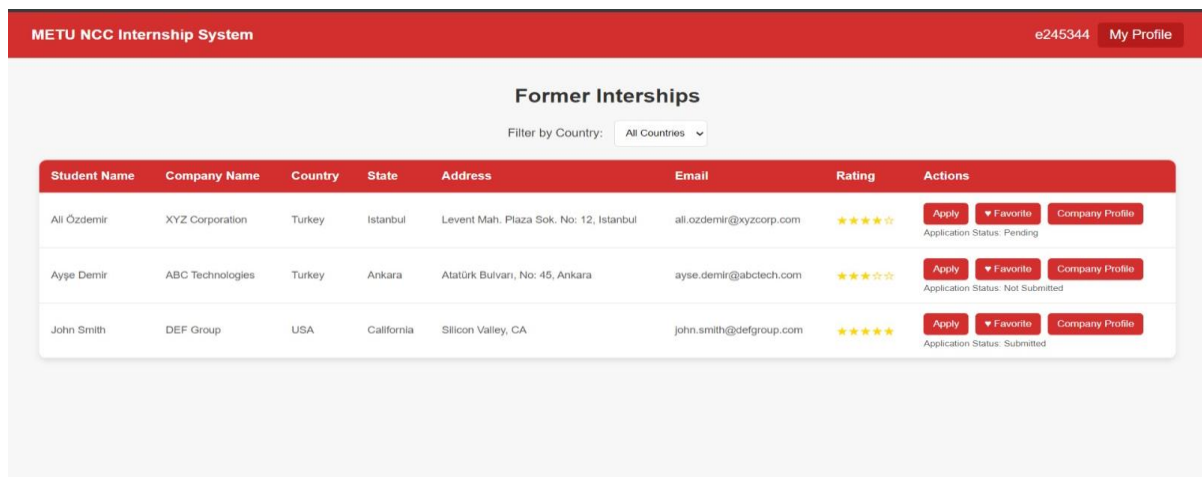 METU NCC Internship System e245344 My Profile
Former Interships
Filter by Country: All Countries
Student Name Company Name Country State Address Email Rating Actions
Ali Özdemir XYZ Corporation Turkey Istanbul Levent Mah. Plaza Sok. No: 12, Istanbul ali.ozdemir@xyzcorp.com ★★★★☆ Apply ♥ Favorite Company Profile
Application Status: Pending
Ayşe Demir ABC Technologies Turkey Ankara Atatürk Bulvarı, No: 45, Ankara ayse.demir@abctech.com ★★★☆☆ Apply ♥ Favorite Company Profile
Application Status: Not Submitted
John Smith DEF Group USA California Silicon Valley, CA john.smith@defgroup.com ★★★★★ Apply ♥ Favorite Company Profile
Application Status: Submitted